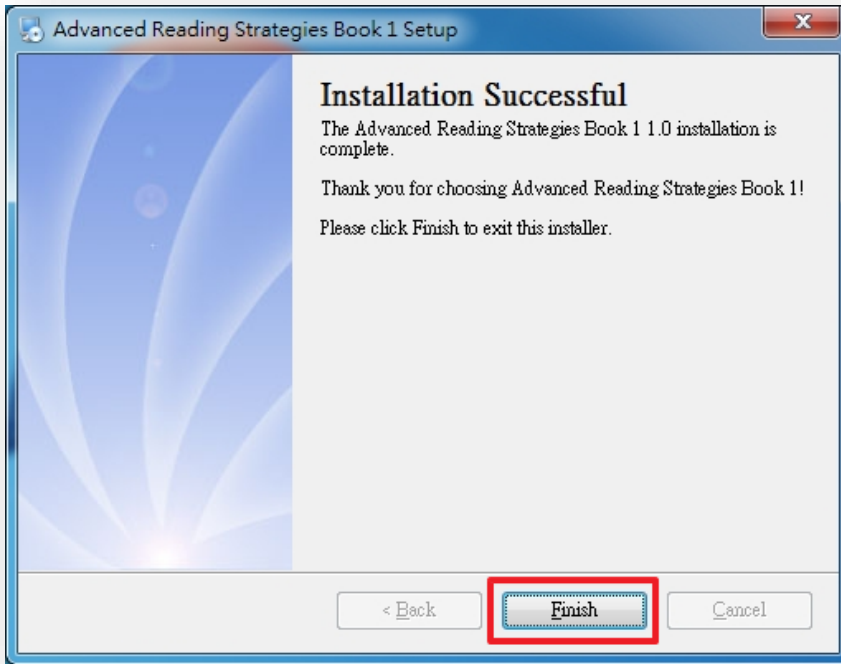 Advanced Reading Strategies Book 1 Setup
Installation Successful
The Advanced Reading Strategies Book 1 1.0 installation is
complete.
Thank you for choosing Advanced Reading Strategies Book 1!
Please click Finish to exit this installer.
< Back
Finish
Cancel